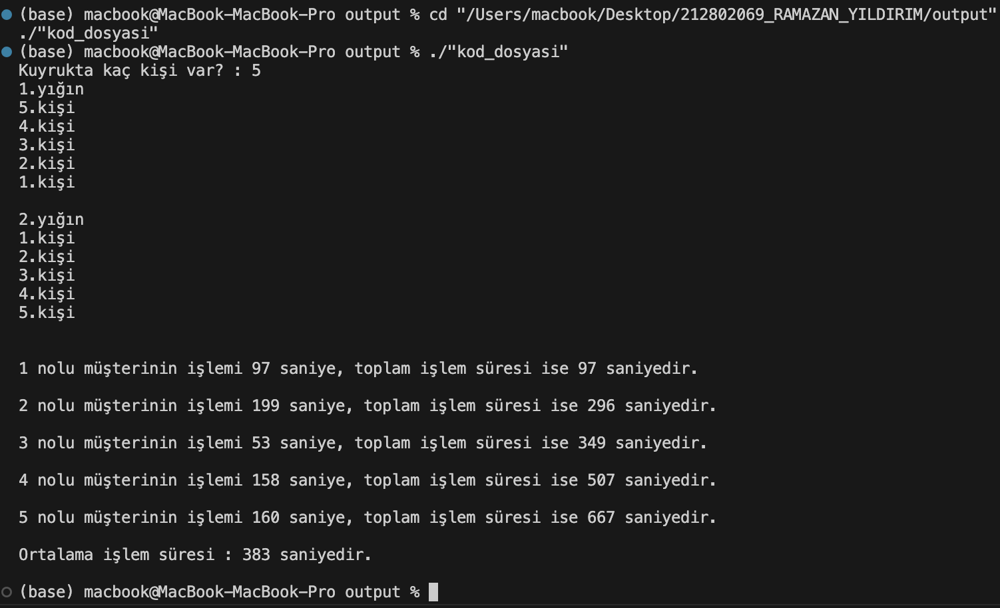 (base) macbook@MacBook-MacBook-Pro output % cd "/Users/macbook/Desktop/212802069_RAMAZAN_YILDIRIM/output"
./"kod_dosyasi"
(base) macbook@MacBook-MacBook-Pro output % ./"kod_dosyasi"
Kuyrukta kaç kişi var? : 5
1.yığın
5.kişi
4.kişi
3.kişi
2.kişi
1.kişi
2.yığın
1.kişi
2.kişi
3.kişi
4.kişi
5.kişi
1 nolu müşterinin işlemi 97 saniye, toplam işlem süresi ise 97 saniyedir.
2 nolu müşterinin işlemi 199 saniye, toplam işlem süresi ise 296 saniyedir.
3 nolu müşterinin işlemi 53 saniye, toplam işlem süresi ise 349 saniyedir.
4 nolu müşterinin işlemi 158 saniye, toplam işlem süresi ise 507 saniyedir.
5 nolu müşterinin işlemi 160 saniye, toplam işlem süresi ise 667 saniyedir.
Ortalama işlem süresi : 383 saniyedir.
(base) macbook@MacBook-MacBook-Pro output %